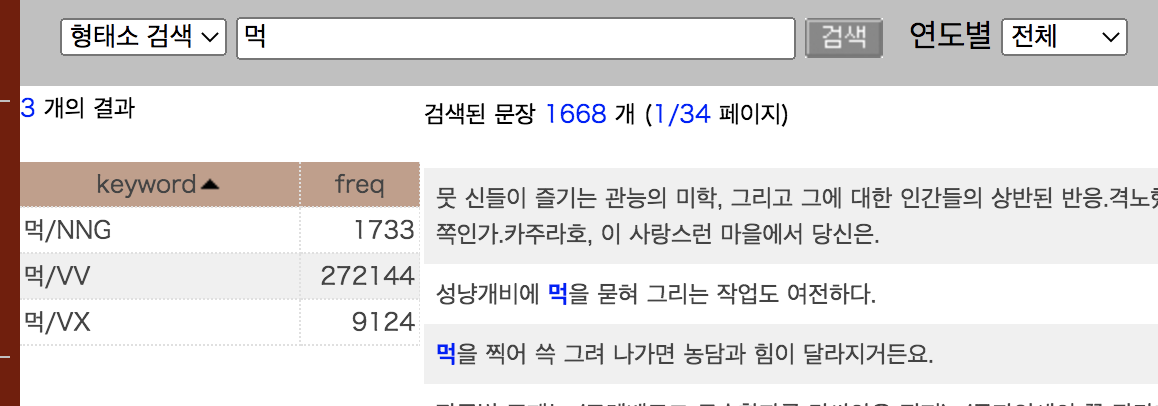 형태소 검색 먹 검색 연도별 전체
3 개의 결과
검색된 문장 1668 개 (1/34 페이지)
keyword▲ freq
먹/NNG 1733
먹/VV 272144
먹/VX 9124
뭇 신들이 즐기는 관능의 미학, 그리고 그에 대한 인간들의 상반된 반응.격노
쪽인가.카주라호, 이 사랑스런 마을에서 당신은.
성냥개비에 먹을 묻혀 그리는 작업도 여전하다.
먹을 찍어 쓱 그려 나가면 농담과 힘이 달라지거든요.